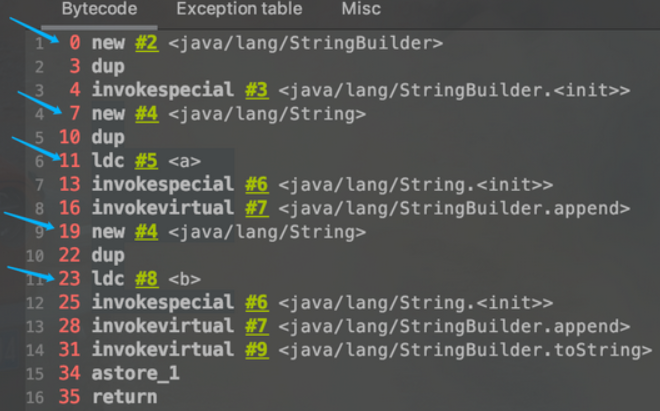 Bytecode Exception table Misc
1 0 new #2 <java/lang/StringBuilder>
2 3 dup
3 4 invokespecial #3 <java/lang/StringBuilder.<init>>
4 7 new #4 <java/lang/String>
5 10 dup
6 11 ldc #5 <a>
7 13 invokespecial #6 <java/lang/String.<init>>
8 16 invokevirtual #7 <java/lang/StringBuilder.append>
9 19 new #4 <java/lang/String>
10 22 dup
11 23 ldc #8 <b>
12 25 invokespecial #6 <java/lang/String.<init>>
13 28 invokevirtual #7 <java/lang/StringBuilder.append>
14 31 invokevirtual #9 <java/lang/StringBuilder.toString>
15 34 astore_1
16 35 return